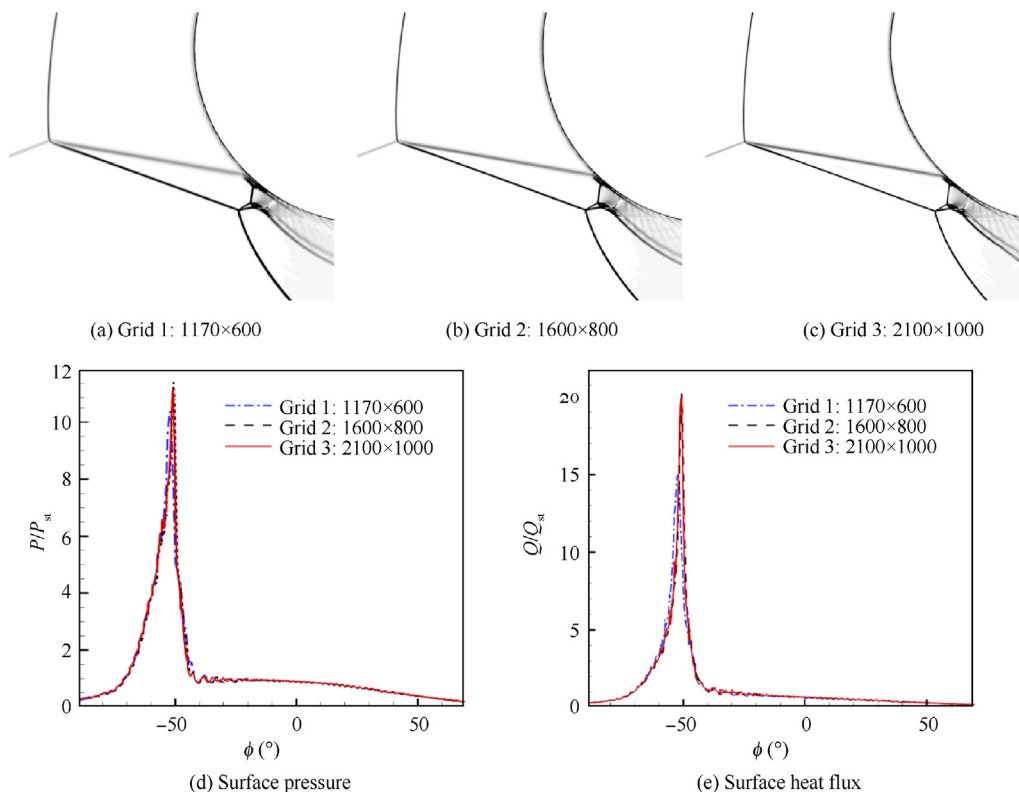 (a) Grid 1: 1170×600
(b) Grid 2: 1600×800
(c) Grid 3: 2100×1000
12
10
8
6
4
2
0
P/P_st
Grid 1: 1170×600
Grid 2: 1600×800
Grid 3: 2100×1000
−50
0
50
ϕ (°)
(d) Surface pressure
20
15
10
5
0
Q/Q_st
Grid 1: 1170×600
Grid 2: 1600×800
Grid 3: 2100×1000
−50
0
50
ϕ (°)
(e) Surface heat flux